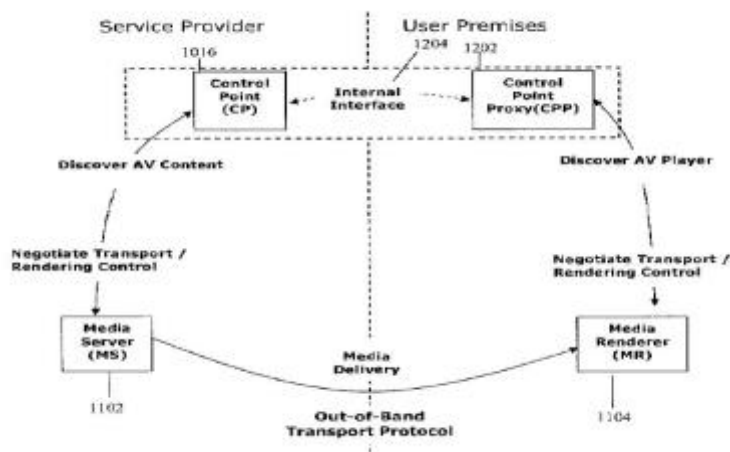 Service Provider
User Premises
1016
1204
1202
Control
Point
(CP)
Internal
Interface
Control
Point
Proxy(CPP)
Discover AV Content
Discover AV Player
Negotiate Transport /
Rendering Control
Negotiate Transport /
Rendering Control
Media
Server
(MS)
Media
Delivery
Media
Renderer
(MR)
1102
Out-of-Band
Transport Protocol
1104